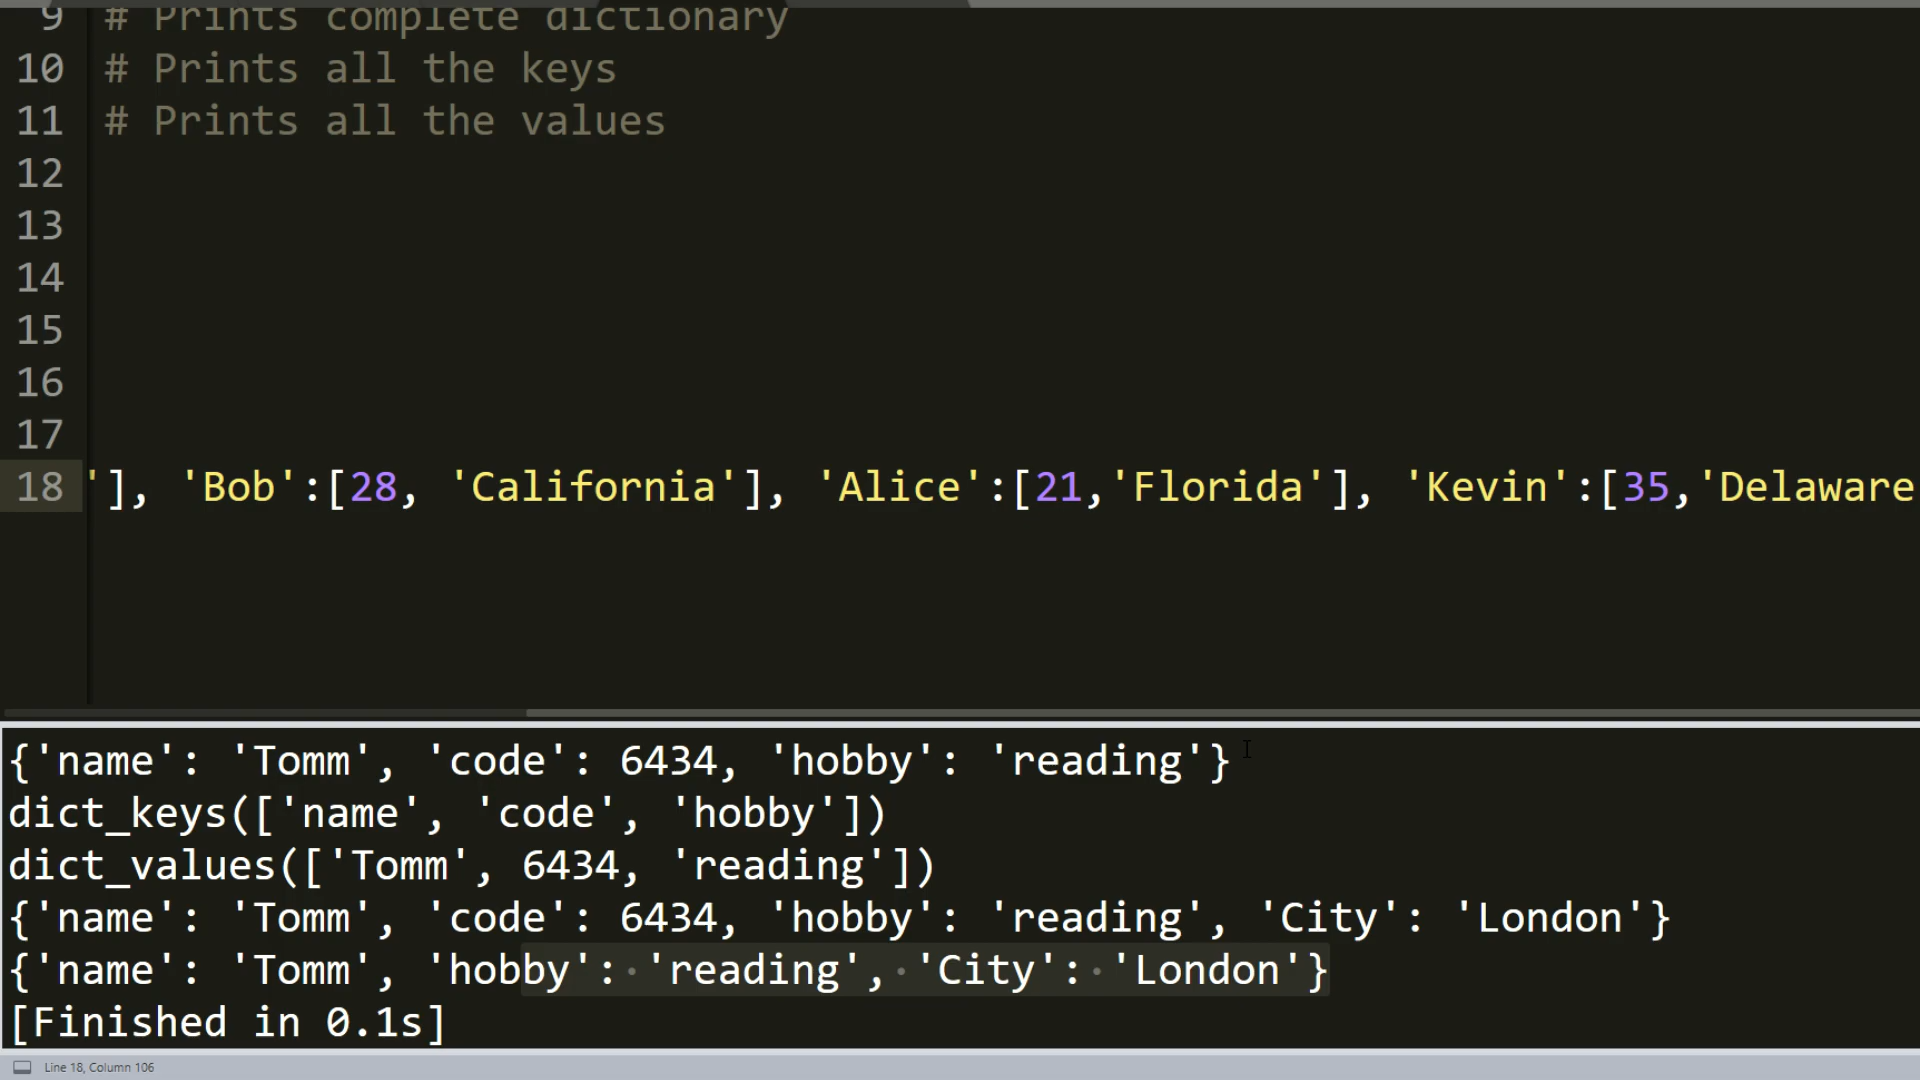 9 # Prints complete dictionary
10 # Prints all the keys
11 # Prints all the values
12
13
14
15
16
17
18 '], 'Bob':[28, 'California'], 'Alice':[21,'Florida'], 'Kevin':[35,'Delaware
{'name': 'Tomm', 'code': 6434, 'hobby': 'reading'}
dict_keys(['name', 'code', 'hobby'])
dict_values(['Tomm', 6434, 'reading'])
{'name': 'Tomm', 'code': 6434, 'hobby': 'reading', 'City': 'London'}
{'name': 'Tomm', 'hobby': 'reading', 'City': 'London'}
[Finished in 0.1s]
Line 18, Column 106